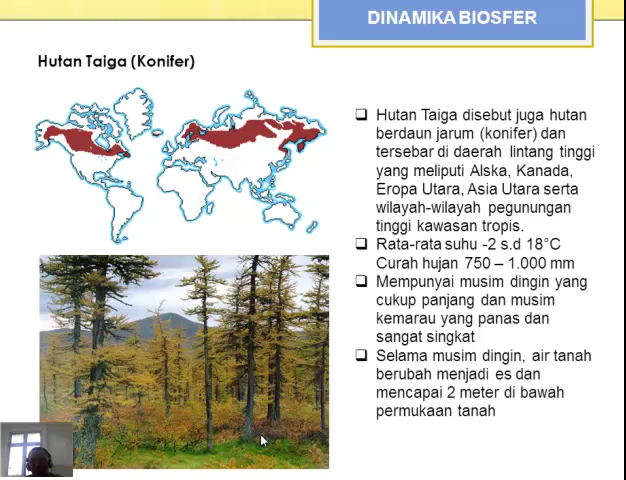 DINAMIKA BIOSFER
Hutan Taiga (Konifer)
❑ Hutan Taiga disebut juga hutan
berdaun jarum (konifer) dan
tersebar di daerah lintang tinggi
yang meliputi Alska, Kanada,
Eropa Utara, Asia Utara serta
wilayah-wilayah pegunungan
tinggi kawasan tropis.
❑ Rata-rata suhu -2 s.d 18°C
Curah hujan 750 – 1.000 mm
❑ Mempunyai musim dingin yang
cukup panjang dan musim
kemarau yang panas dan
sangat singkat
❑ Selama musim dingin, air tanah
berubah menjadi es dan
mencapai 2 meter di bawah
permukaan tanah